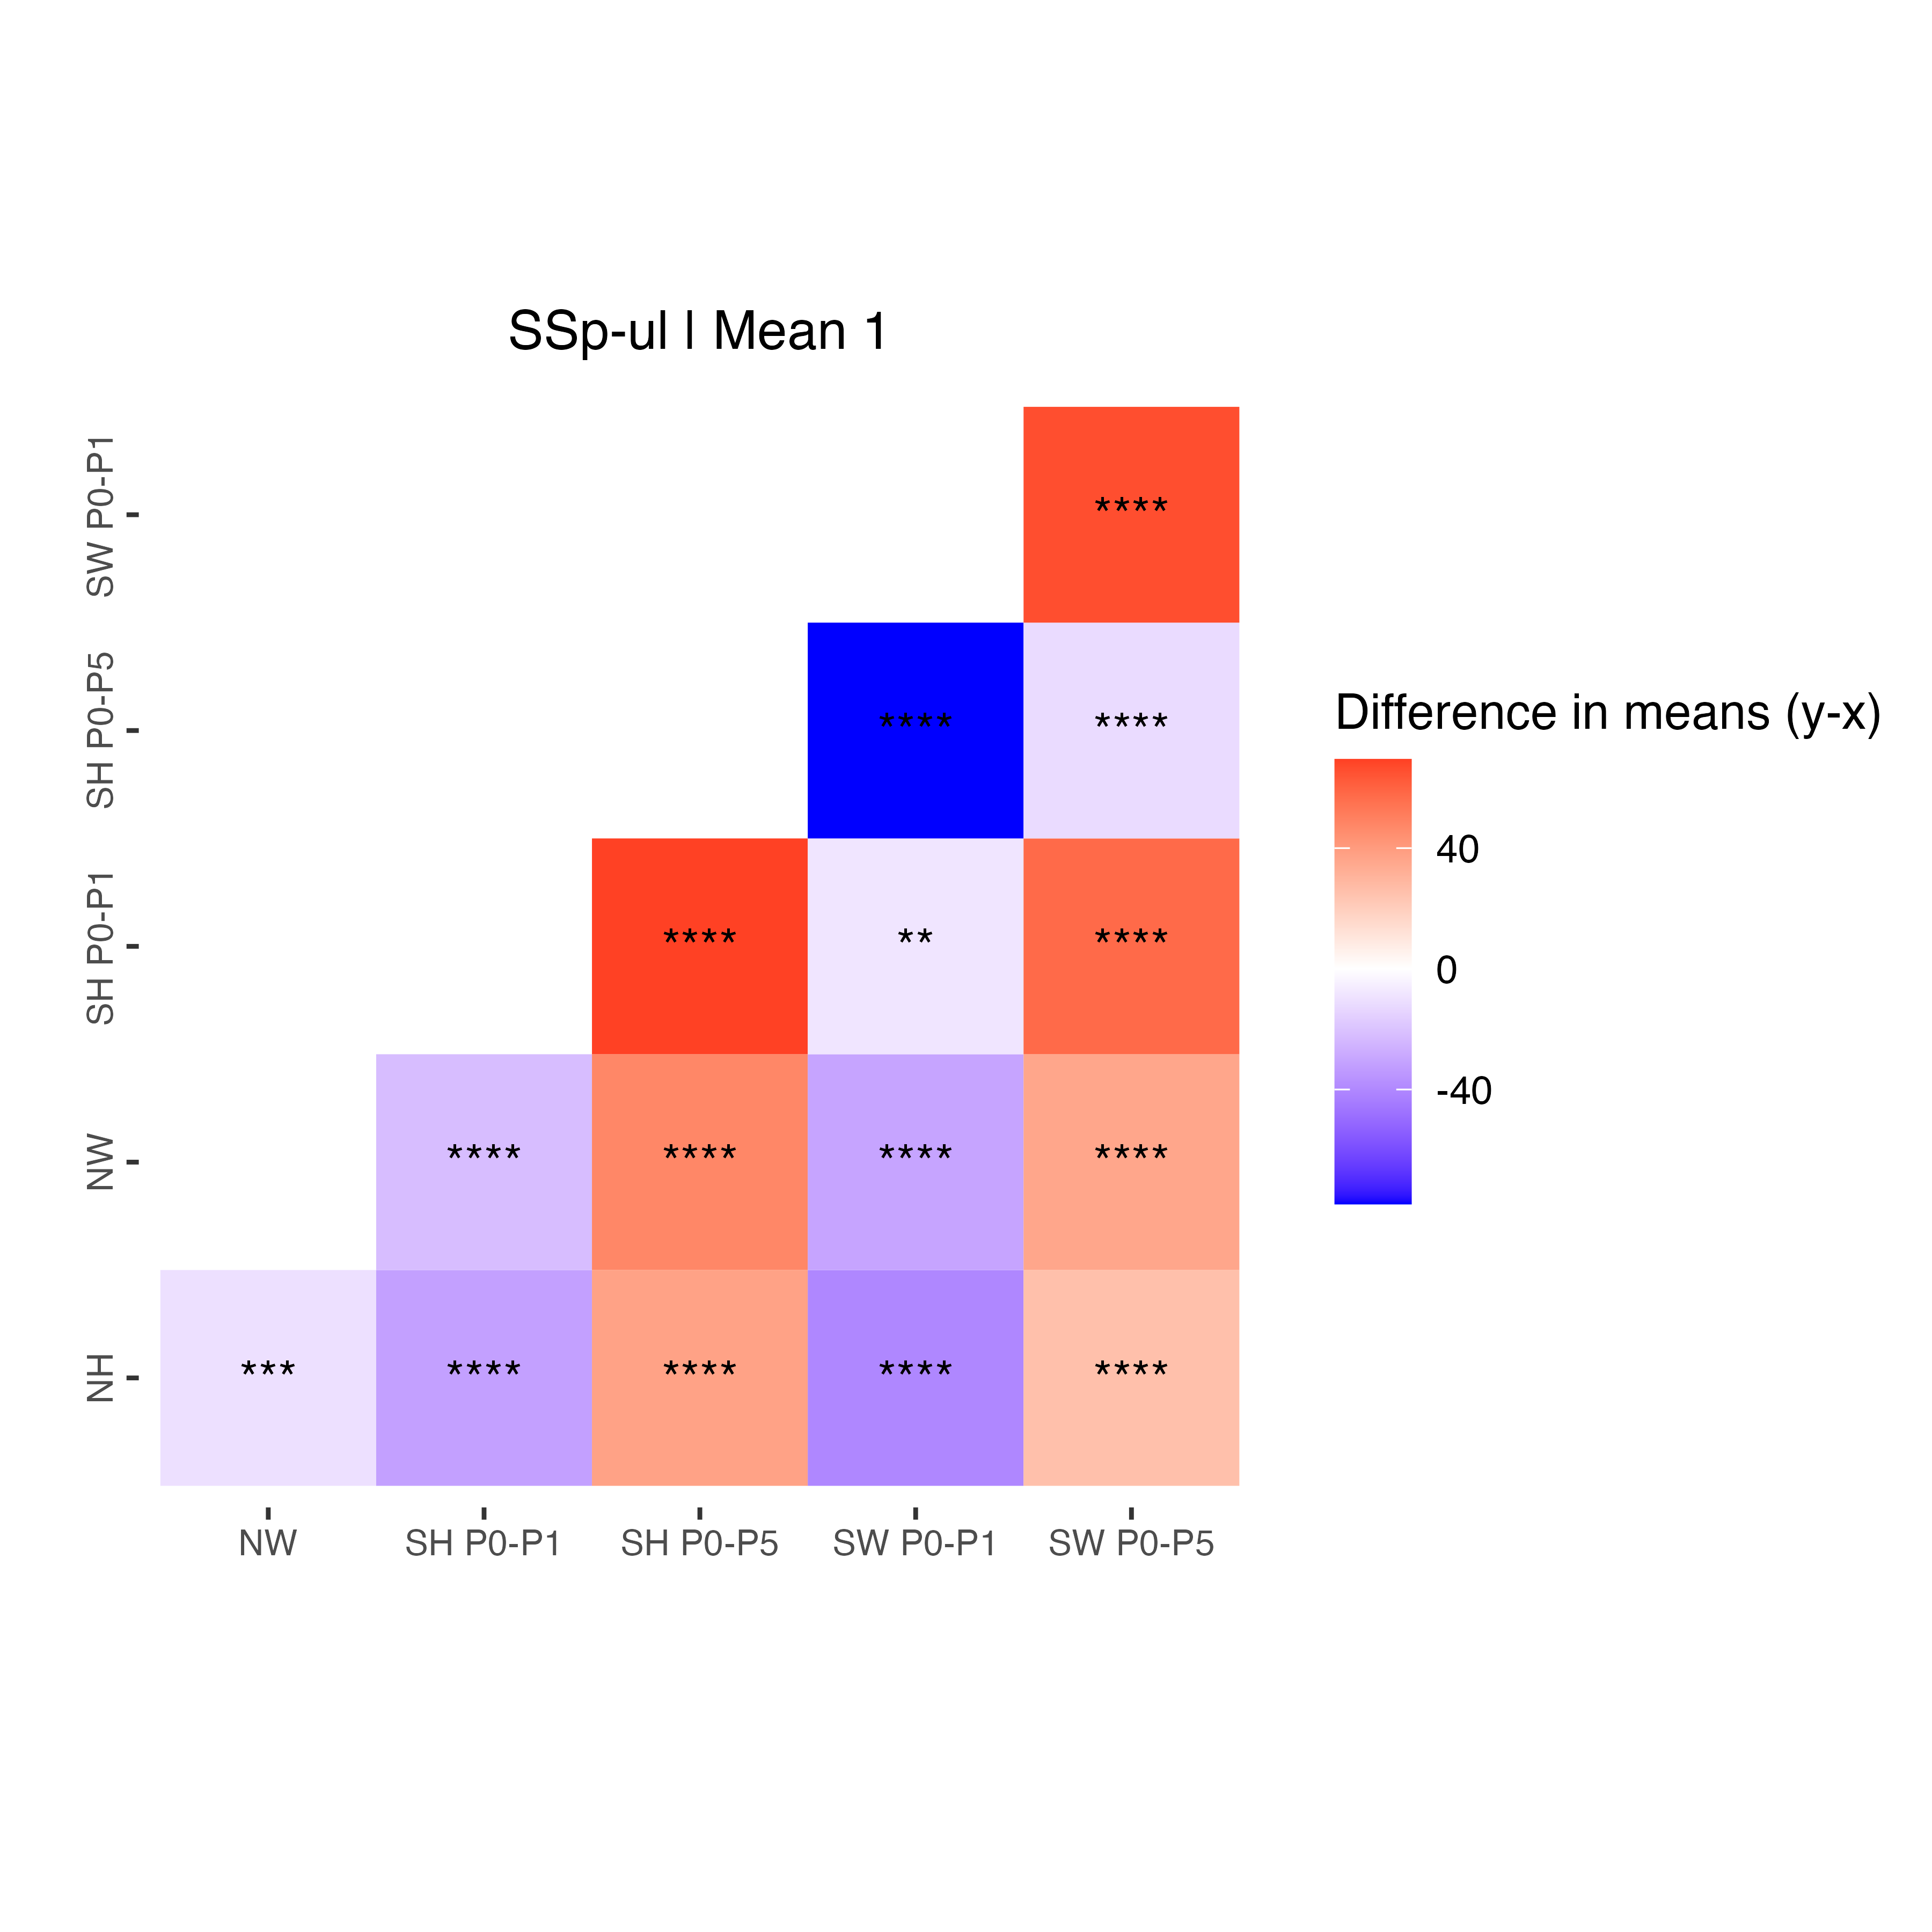 SSp-ul | Mean 1
SW P0-P1
****
SH P0-P5
**** ****
SH P0-P1
**** ** ****
NW
**** **** **** ****
NH
*** **** **** **** ****
NW SH P0-P1 SH P0-P5 SW P0-P1 SW P0-P5
Difference in means (y-x)
40
0
-40